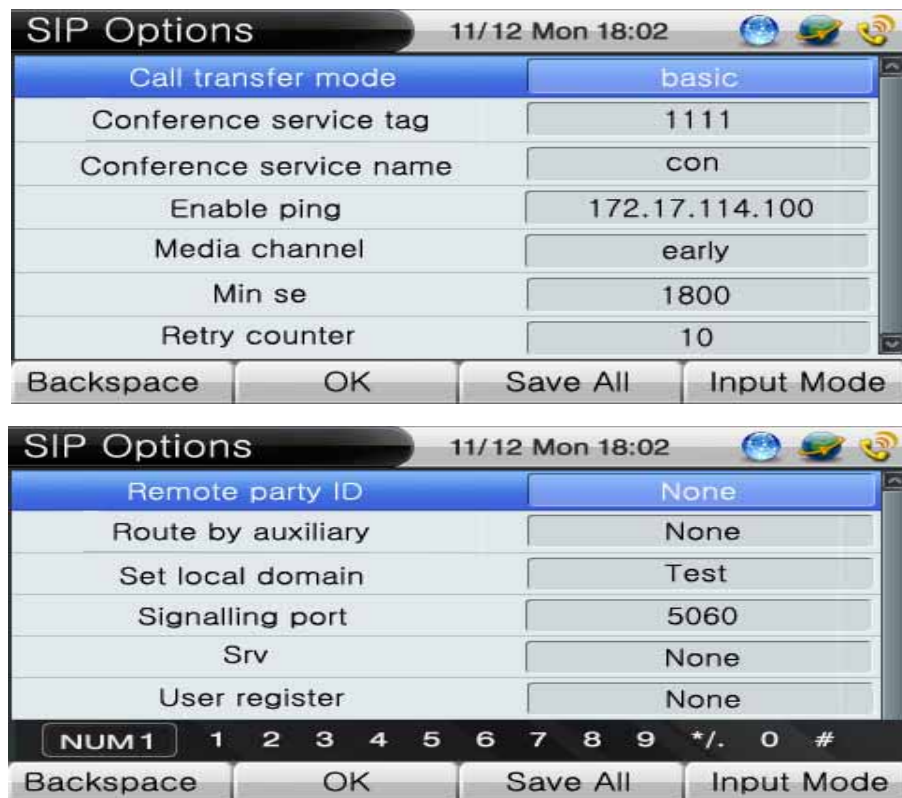 SIP Options 11/12 Mon 18:02
Call transfer mode basic
Conference service tag 1111
Conference service name con
Enable ping 172.17.114.100
Media channel early
Min se 1800
Retry counter 10
Backspace OK Save All Input Mode
SIP Options 11/12 Mon 18:02
Remote party ID None
Route by auxiliary None
Set local domain Test
Signalling port 5060
Srv None
User register None
NUM1 1 2 3 4 5 6 7 8 9 */. 0 #
Backspace OK Save All Input Mode